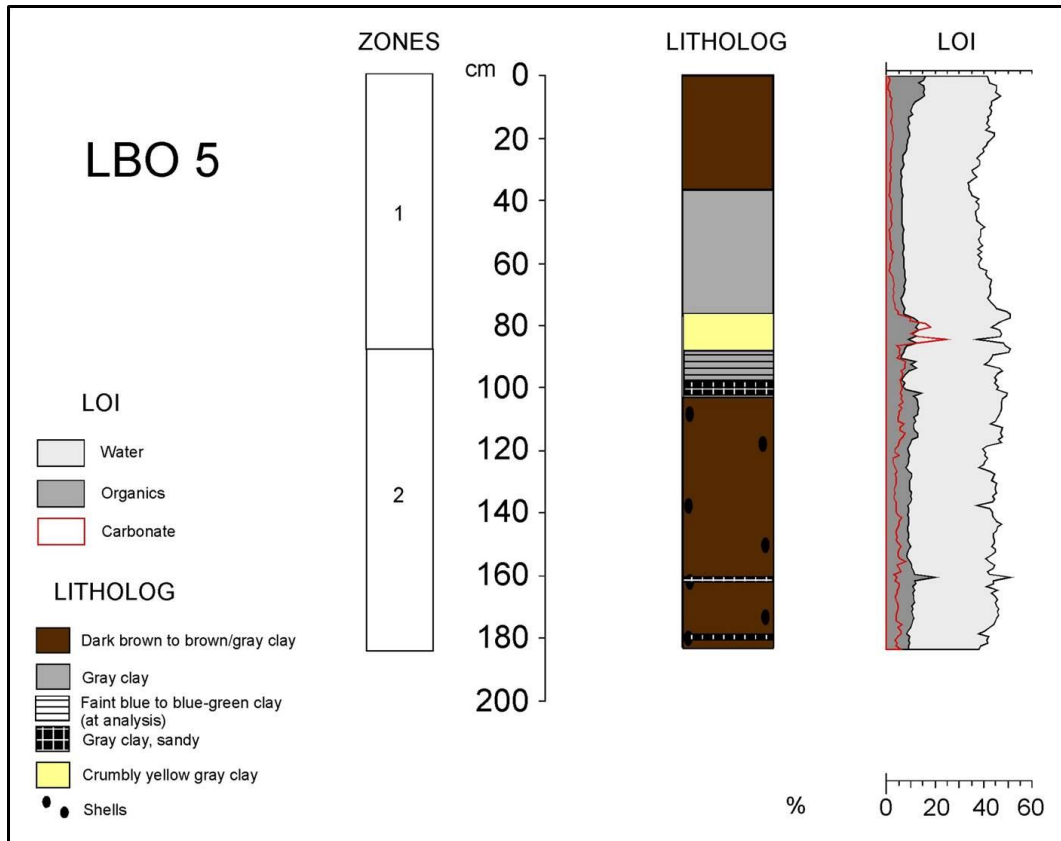 ZONES
LITHOLOG
LOI
cm
LBO 5
0
20
40
60
80
100
120
140
160
180
200
1
2
LOI
Water
Organics
Carbonate
LITHOLOG
Dark brown to brown/gray clay
Gray clay
Faint blue to blue-green clay
(at analysis)
Gray clay, sandy
Crumbly yellow gray clay
Shells
% 0 20 40 60